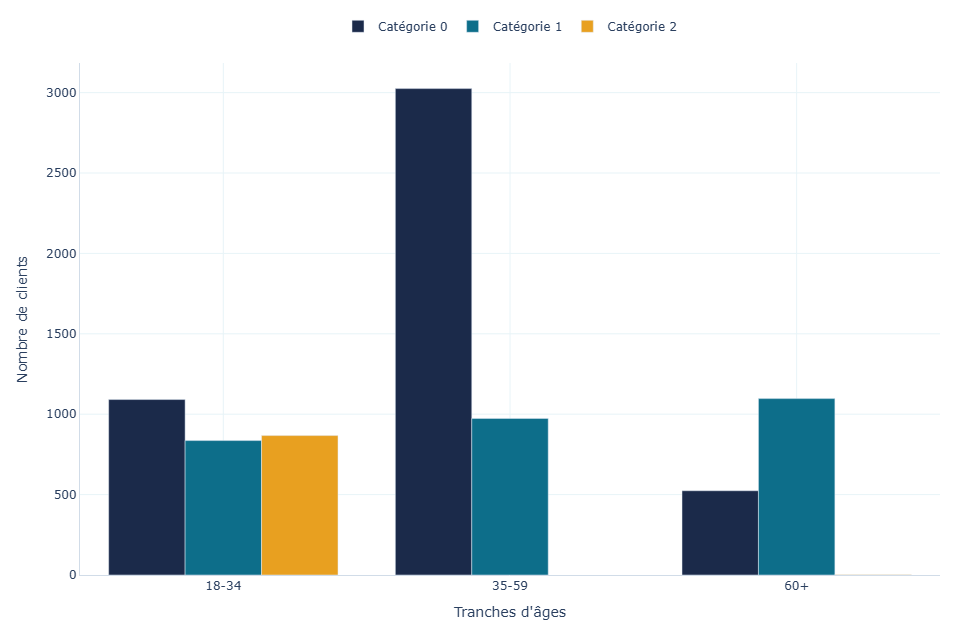 Catégorie 0 Catégorie 1 Catégorie 2
Nombre de clients
3000
2500
2000
1500
1000
500
0
18-34 35-59 60+
Tranches d'âges